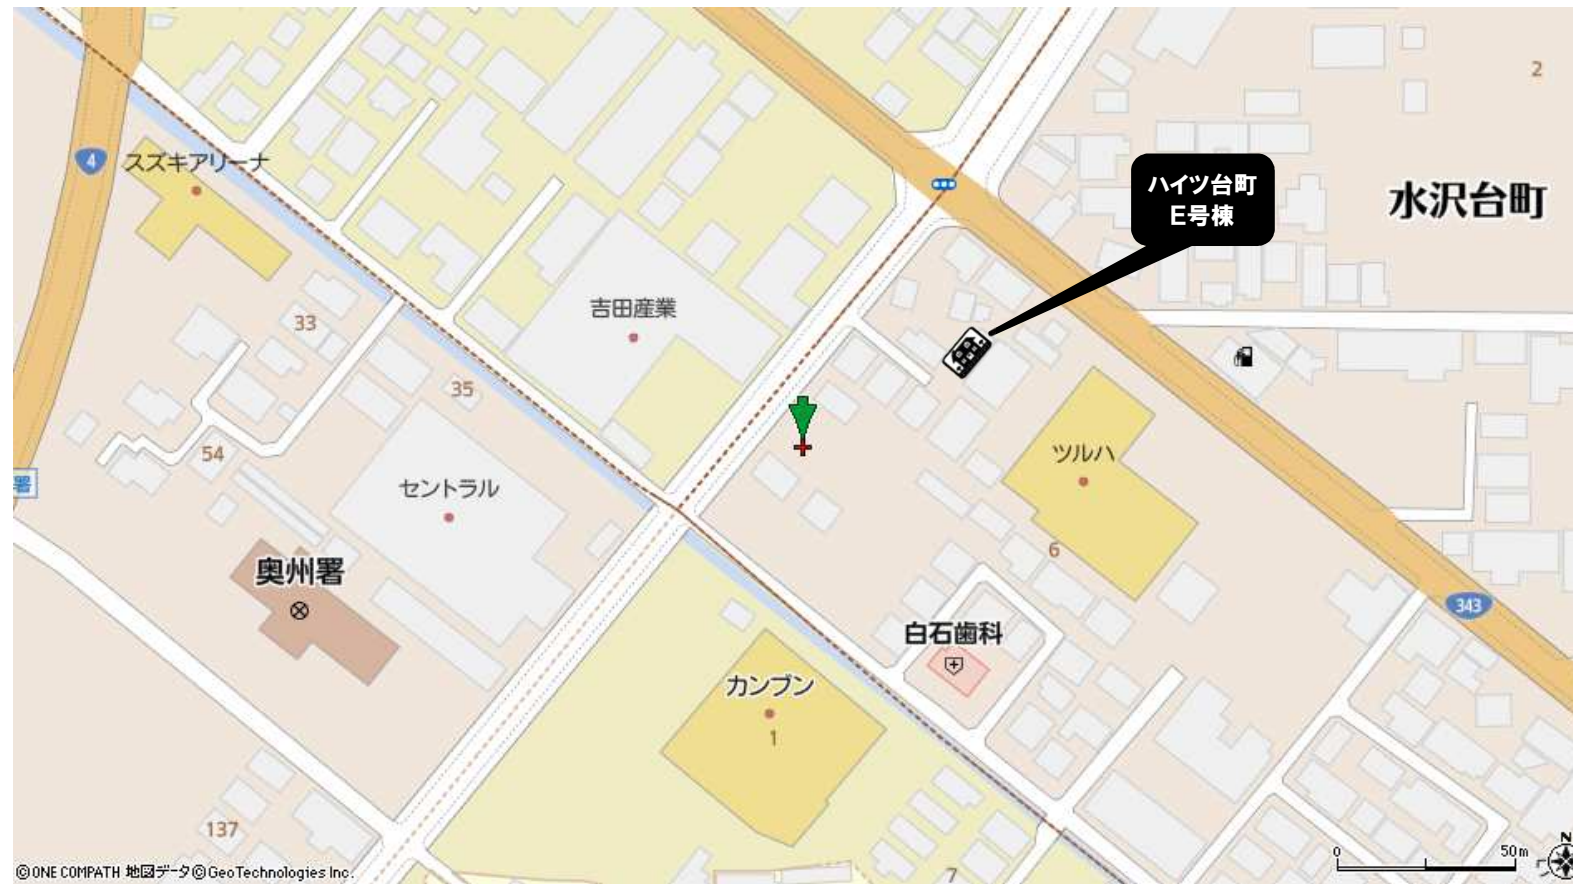 2
4
スズキアリーナ
ハイツ台町
E号棟
水沢台町
吉田産業
33
35
54
署
セントラル
ツルハ
6
奥州署
343
白石歯科
カンブン
1
137
7
0
50m
N
©ONE COMPATH 地図データ©GeoTechnologies Inc.